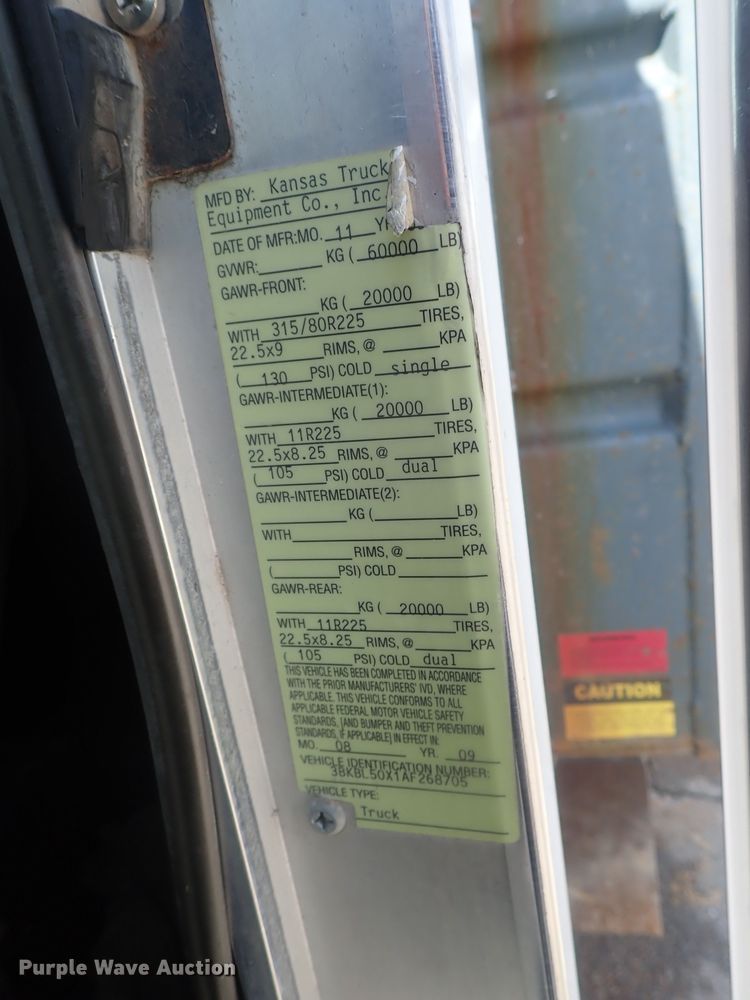 MFD BY: Kansas Truck
Equipment Co., Inc
DATE OF MFR:MO. 11 YR
GVWR: KG ( 60000 LB)
GAWR-FRONT:
KG ( 20000 LB)
WITH 315/80R225 TIRES,
22.5x9 RIMS, @ KPA
( 130 PSI) COLD single
GAWR-INTERMEDIATE(1):
KG ( 20000 LB)
WITH 11R225 TIRES,
22.5x8.25 RIMS, @ KPA
( 105 PSI) COLD dual
GAWR-INTERMEDIATE(2):
KG ( LB)
WITH TIRES,
RIMS, @ KPA
( PSI) COLD
GAWR-REAR:
KG ( 20000 LB)
WITH 11R225 TIRES,
22.5x8.25 RIMS, @ KPA
( 105 PSI) COLD dual
THIS VEHICLE HAS BEEN COMPLETED IN ACCORDANCE
WITH THE PRIOR MANUFACTURERS' IVD, WHERE
APPLICABLE. THIS VEHICLE CONFORMS TO ALL
APPLICABLE FEDERAL MOTOR VEHICLE SAFETY
STANDARDS, [AND BUMPER AND THEFT PREVENTION
STANDARDS, IF APPLICABLE] IN EFFECT IN:
MO. 08 YR. 09
VEHICLE IDENTIFICATION NUMBER:
3BKBL50X1AF268705
VEHICLE TYPE:
Truck
CAUTION
Purple Wave Auction